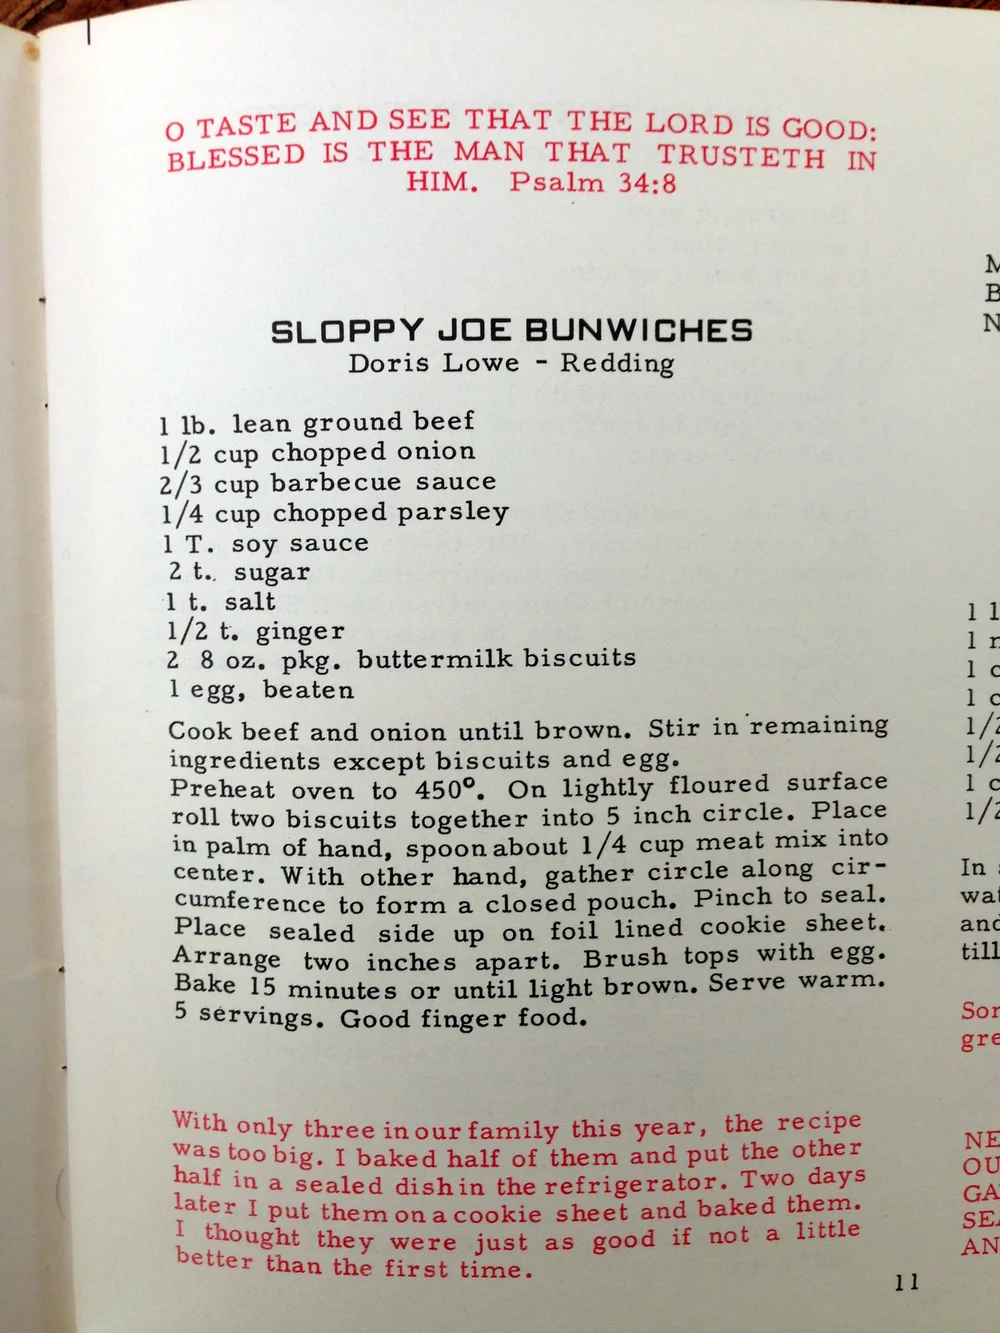 O TASTE AND SEE THAT THE LORD IS GOOD:
BLESSED IS THE MAN THAT TRUSTETH IN
HIM. Psalm 34:8
SLOPPY JOE BUNWICHES
Doris Lowe - Redding
1 lb. lean ground beef
1/2 cup chopped onion
2/3 cup barbecue sauce
1/4 cup chopped parsley
1 T. soy sauce
2 t. sugar
1 t. salt
1/2 t. ginger
2 8 oz. pkg. buttermilk biscuits
1 egg, beaten
Cook beef and onion until brown. Stir in remaining
ingredients except biscuits and egg.
Preheat oven to 450°. On lightly floured surface
roll two biscuits together into 5 inch circle. Place
in palm of hand, spoon about 1/4 cup meat mix into
center. With other hand, gather circle along cir-
cumference to form a closed pouch. Pinch to seal.
Place sealed side up on foil lined cookie sheet.
Arrange two inches apart. Brush tops with egg.
Bake 15 minutes or until light brown. Serve warm.
5 servings. Good finger food.
With only three in our family this year, the recipe
was too big. I baked half of them and put the other
half in a sealed dish in the refrigerator. Two days
later I put them on a cookie sheet and baked them.
I thought they were just as good if not a little
better than the first time.
11